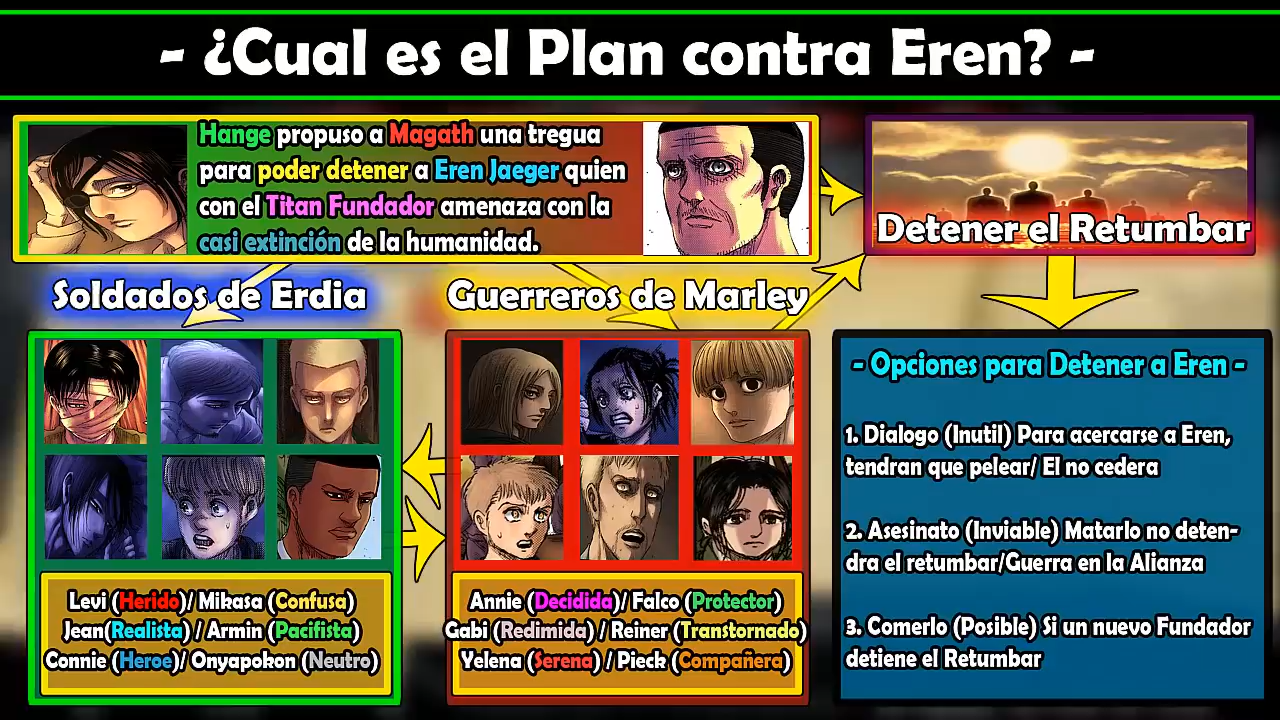 - ¿Cual es el Plan contra Eren? -
Hange propuso a Magath una tregua
para poder detener a Eren Jaeger quien
con el Titan Fundador amenaza con la
casi extinción de la humanidad.
Detener el Retumbar
Soldados de Erdia
Guerreros de Marley
Levi (Herido)/ Mikasa (Confusa)
Jean(Realista) / Armin (Pacifista)
Connie (Heroe)/ Onyapokon (Neutro)
Annie (Decidida)/ Falco (Protector)
Gabi (Redimida) / Reiner (Transtornado)
Yelena (Serena) / Pieck (Compañera)
- Opciones para Detener a Eren -
1. Dialogo (Inutil) Para acercarse a Eren,
tendran que pelear/ El no cedera
2. Asesinato (Inviable) Matarlo no deten-
dra el retumbar/Guerra en la Alianza
3. Comerlo (Posible) Si un nuevo Fundador
detiene el Retumbar